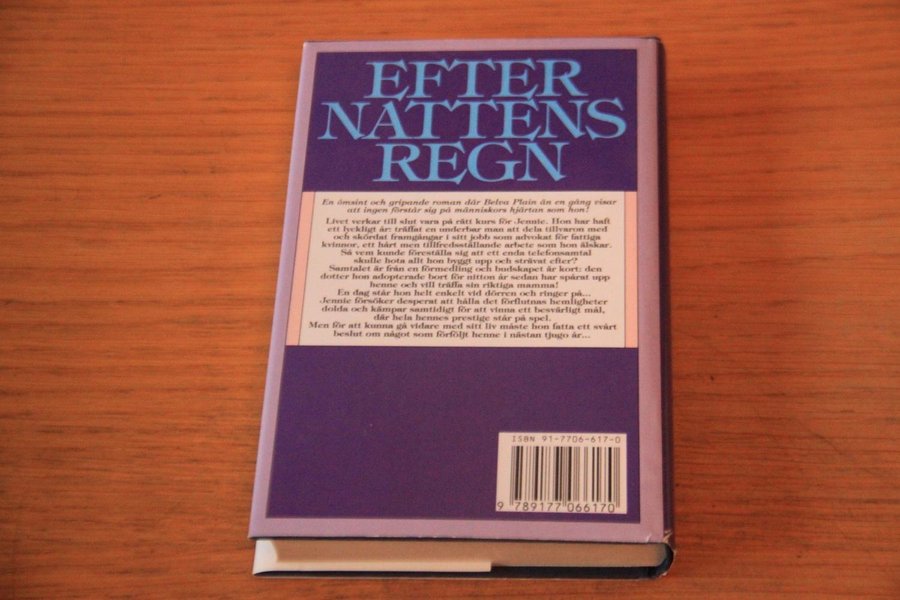 EFTER
NATTENS
REGN
En ömsint och gripande roman där Belva Plain än en gång visar
att ingen förstår sig på människors hjärtan som hon!
Livet verkar till slut vara på rätt kurs för Jennie. Hon har haft
ett lyckligt år: träffat en underbar man att dela tillvaron med
och skördat framgångar i sitt jobb som advokat för fattiga
kvinnor, ett hårt men tillfredsställande arbete som hon älskar.
Så vem kunde föreställa sig att ett enda telefonsamtal
skulle hota allt hon byggt upp och strävat efter?
Samtalet är från en förmedling och budskapet är kort: den
dotter hon adopterade bort för nitton år sedan har spårat upp
henne och vill träffa sin riktiga mamma!
En dag står hon helt enkelt vid dörren och ringer på...
Jennie försöker desperat att hålla det förflutnas hemligheter
dolda och kämpar samtidigt för att vinna ett besvärligt mål,
där hela hennes prestige står på spel.
Men för att kunna gå vidare med sitt liv måste hon fatta ett svårt
beslut om något som förföljt henne i nästan tjugo år...
ISBN 91-7706-617-0
9 789177 066170